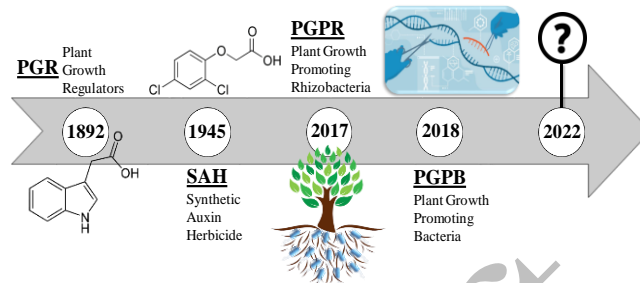 PGR
Plant
Growth
Regulators
O
OH
Cl
Cl
O
PGPR
Plant Growth
Promoting
Rhizobacteria
?
1892
1945
2017
2018
2022
O
OH
N
H
SAH
Synthetic
Auxin
Herbicide
PGPB
Plant Growth
Promoting
Bacteria